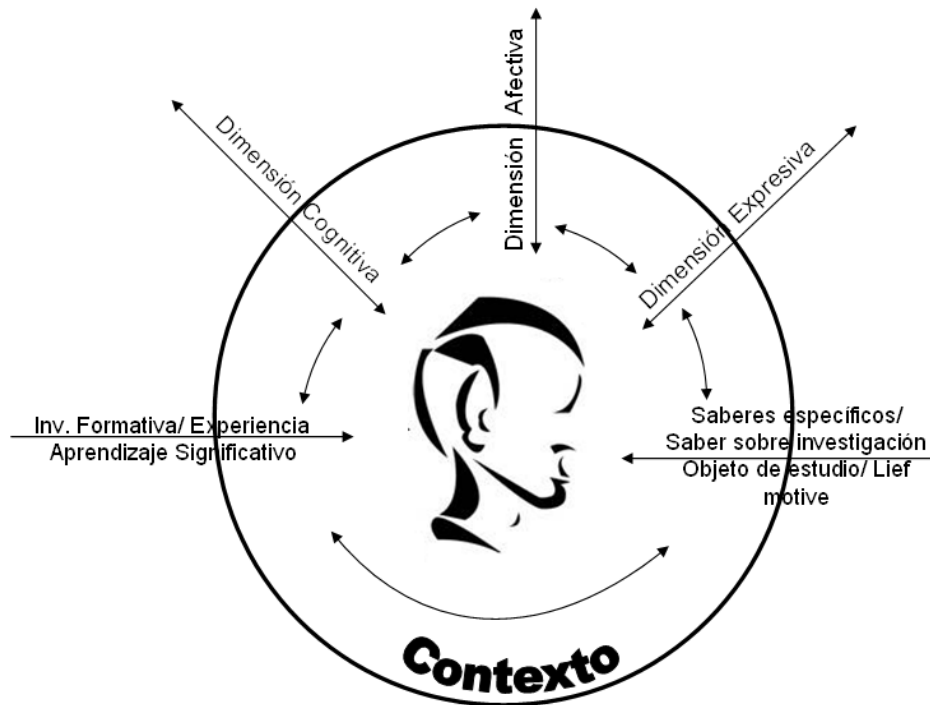 Dimensión Cognitiva
Dimensión Afectiva
Dimensión Expresiva
Inv. Formativa/ Experiencia
Aprendizaje Significativo
Saberes específicos/
Saber sobre investigación
Objeto de estudio/ Lief
motive
Contexto